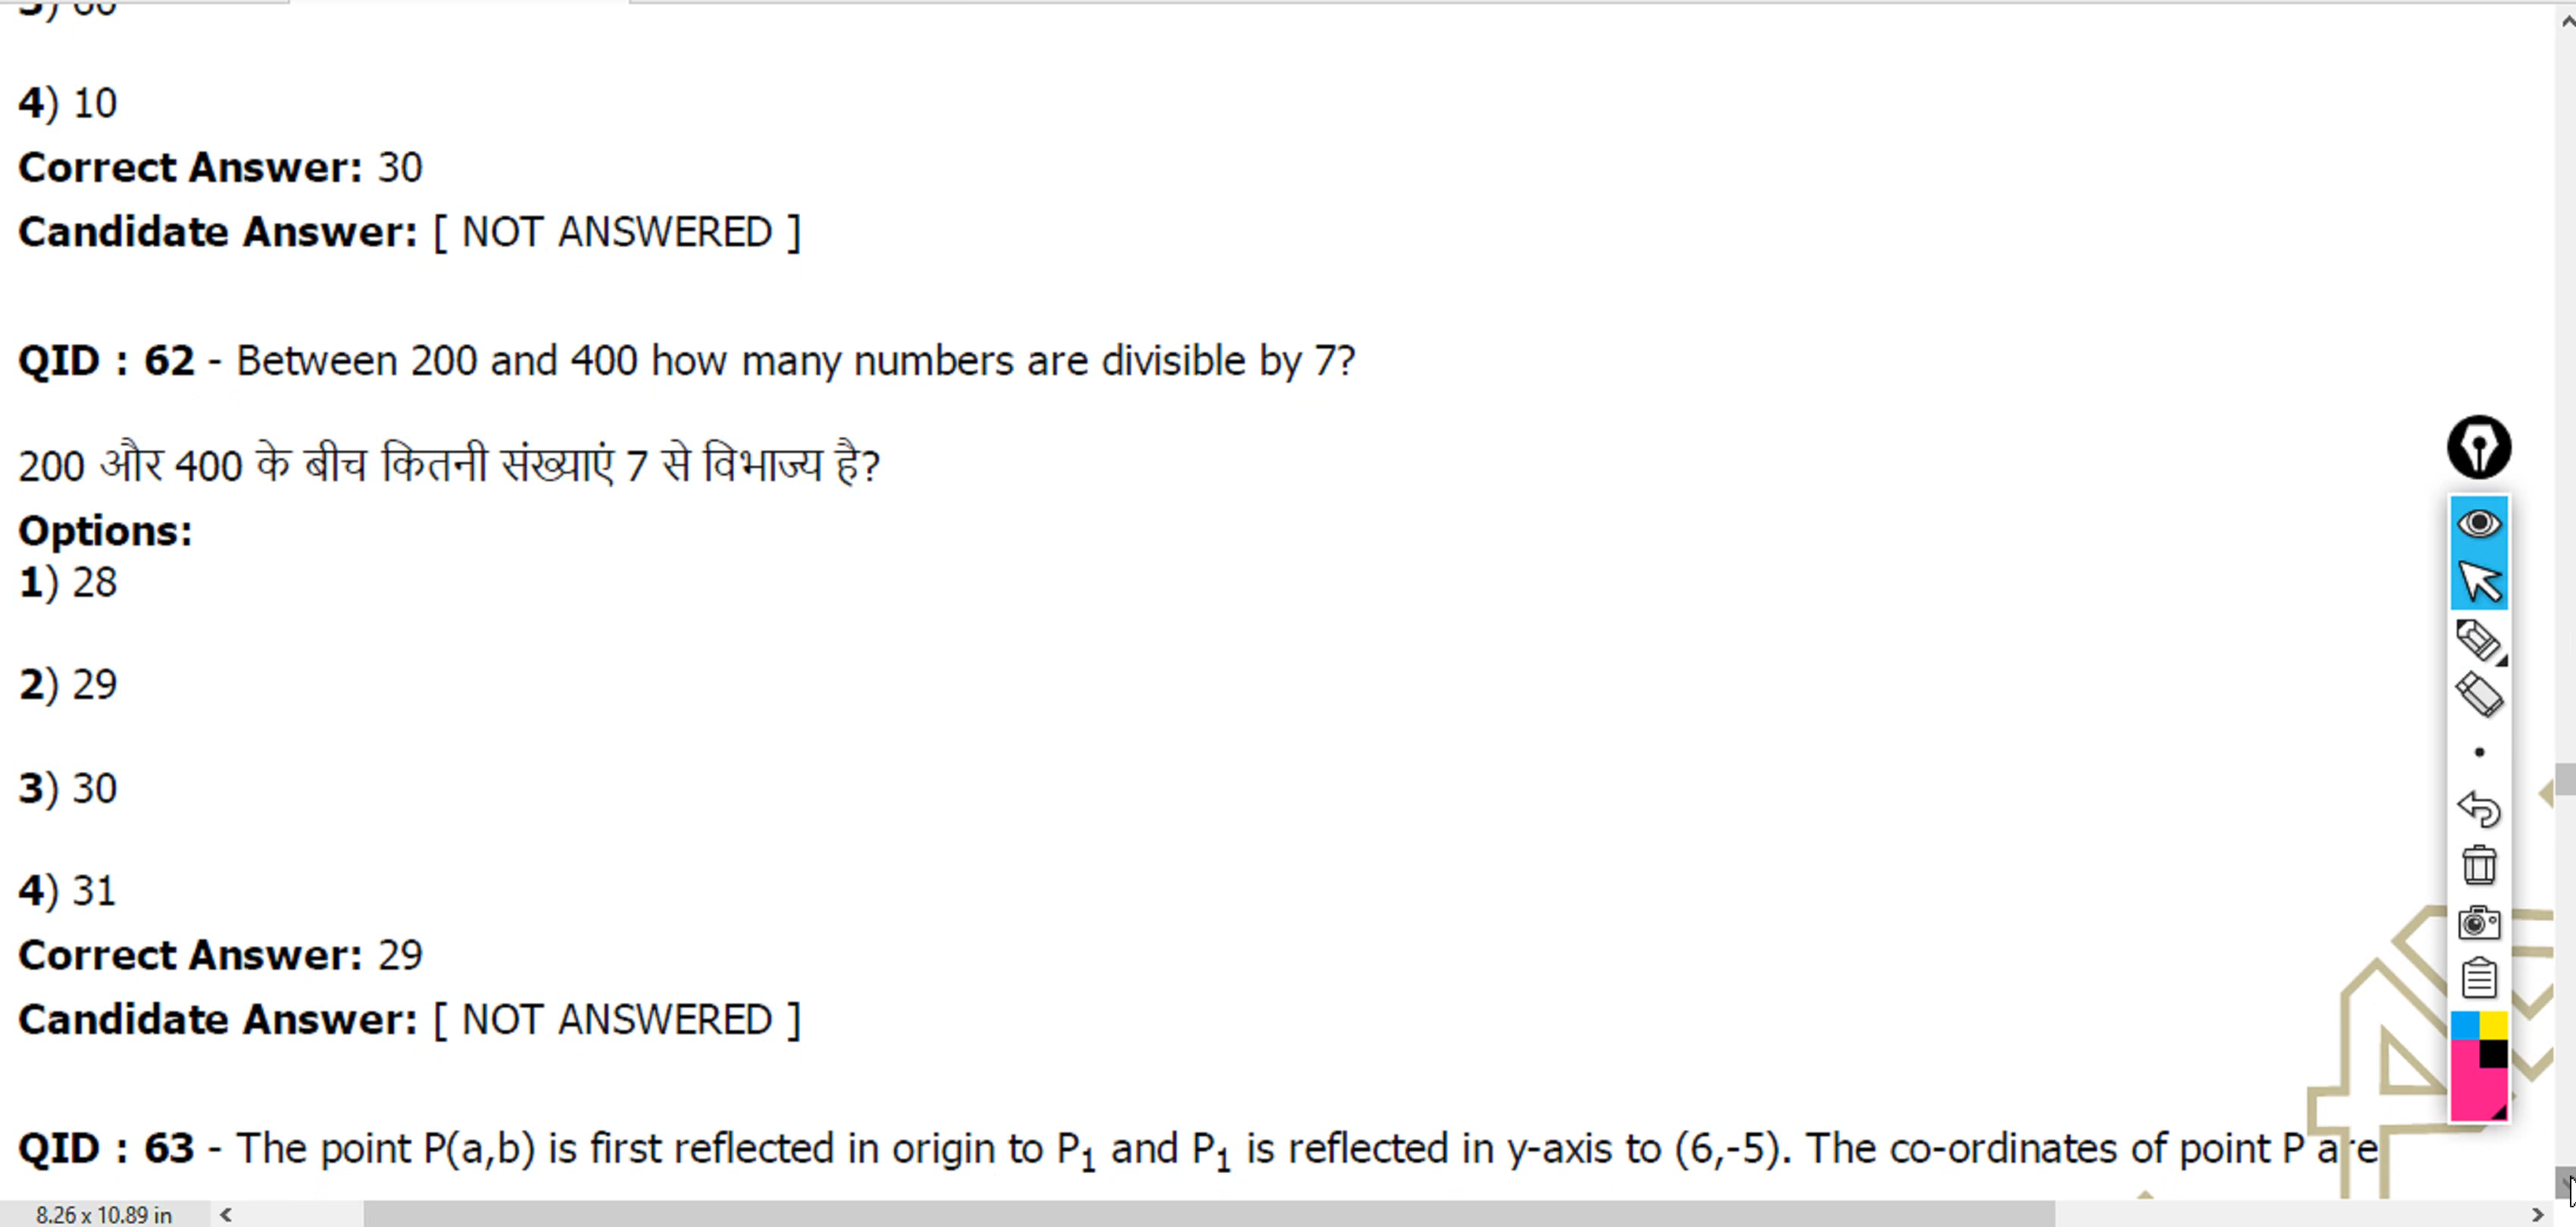 4) 10
Correct Answer: 30
Candidate Answer: [ NOT ANSWERED ]
QID : 62 - Between 200 and 400 how many numbers are divisible by 7?
200 और 400 के बीच कितनी संख्याएं 7 से विभाज्य है?
Options:
1) 28
2) 29
3) 30
4) 31
Correct Answer: 29
Candidate Answer: [ NOT ANSWERED ]
QID : 63 - The point P(a,b) is first reflected in origin to P₁ and P₁ is reflected in y-axis to (6,-5). The co-ordinates of point P are
8.26 x 10.89 in